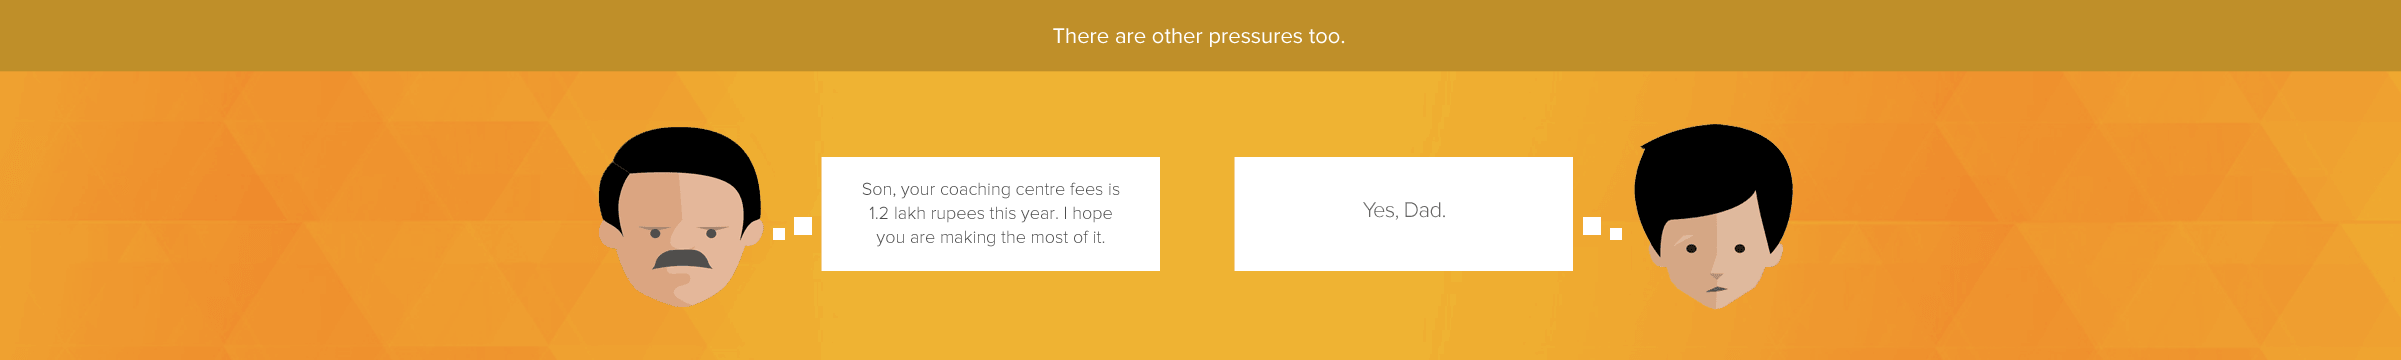 There are other pressures too.
Son, your coaching centre fees is
1.2 lakh rupees this year. I hope
you are making the most of it.
Yes, Dad.